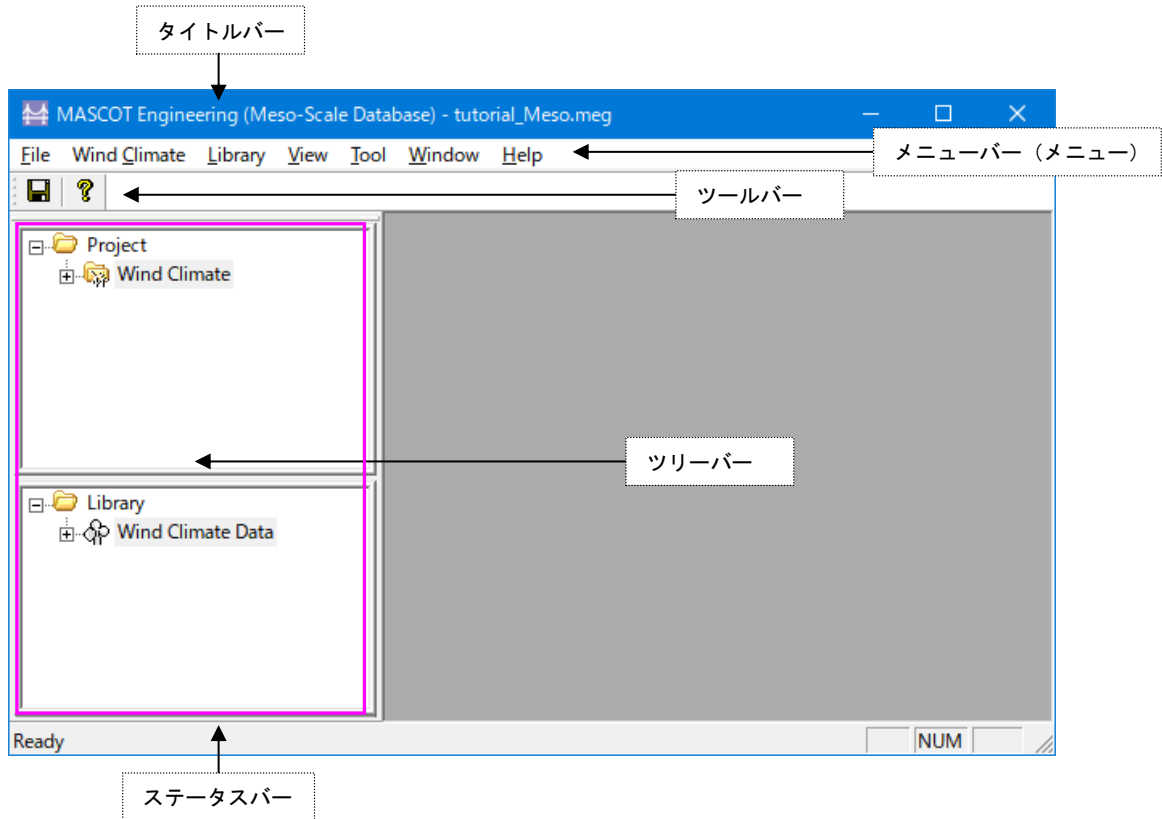 タイトルバー
MASCOT Engineering (Meso-Scale Database) - tutorial_Meso.meg
File Wind Climate Library View Tool Window Help
メニューバー（メニュー）
ツールバー
Project
Wind Climate
ツリーバー
Library
Wind Climate Data
Ready
NUM
ステータスバー